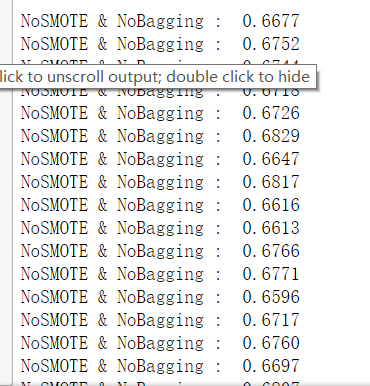 NoSMOTE & NoBagging : 0.6677
NoSMOTE & NoBagging : 0.6752
lick to unscroll output; double click to hide
NoSMOTE & NoBagging : 0.6718
NoSMOTE & NoBagging : 0.6726
NoSMOTE & NoBagging : 0.6829
NoSMOTE & NoBagging : 0.6647
NoSMOTE & NoBagging : 0.6817
NoSMOTE & NoBagging : 0.6616
NoSMOTE & NoBagging : 0.6613
NoSMOTE & NoBagging : 0.6766
NoSMOTE & NoBagging : 0.6771
NoSMOTE & NoBagging : 0.6596
NoSMOTE & NoBagging : 0.6717
NoSMOTE & NoBagging : 0.6760
NoSMOTE & NoBagging : 0.6697
NoSMOTE & NoBagging :